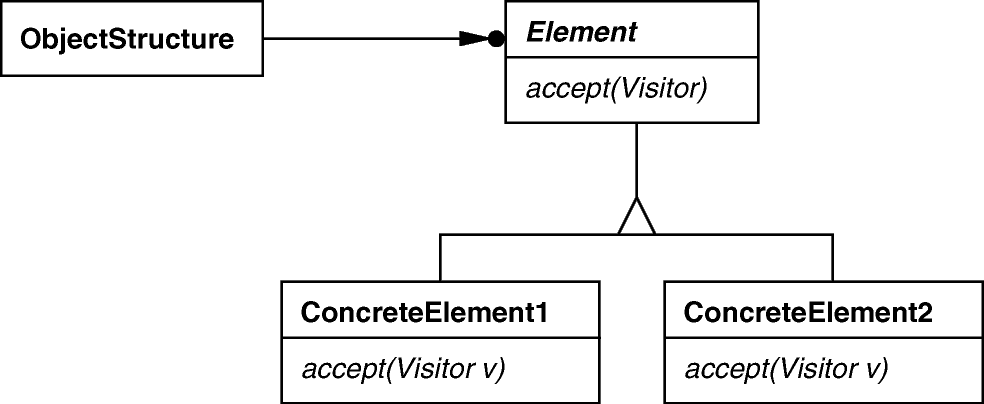 ObjectStructure
Element
accept(Visitor)
ConcreteElement1
accept(Visitor v)
ConcreteElement2
accept(Visitor v)